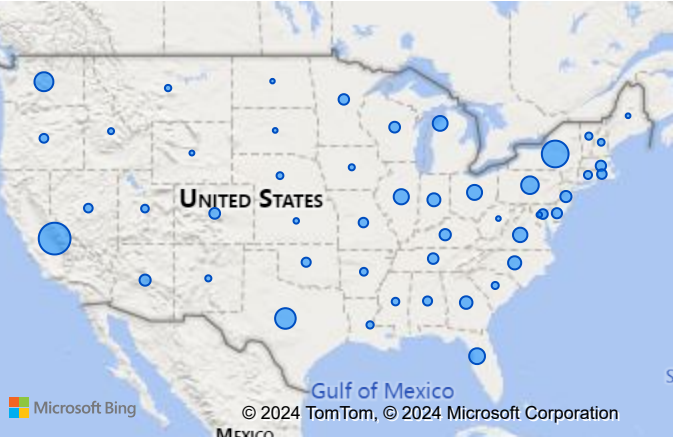 UNITED STATES
Gulf of Mexico
S
Microsoft Bing
© 2024 TomTom, © 2024 Microsoft Corporation
MEXICO